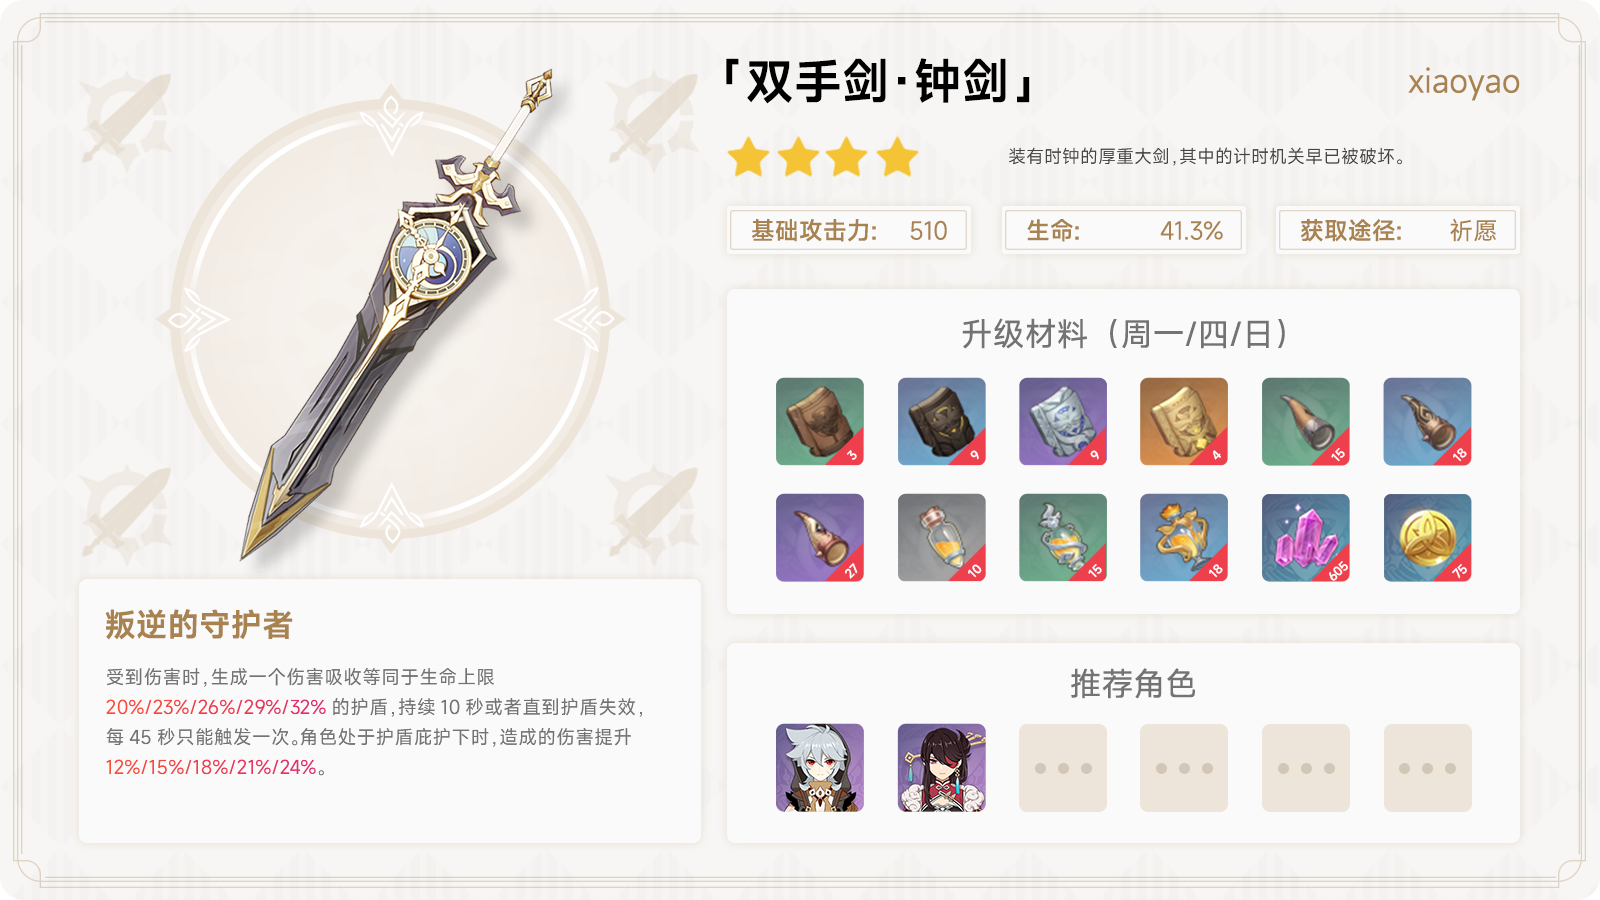 「双手剑·钟剑」
xiaoyao
装有时钟的厚重大剑,其中的计时机关早已被破坏。
基础攻击力: 510
生命: 41.3%
获取途径: 祈愿
升级材料（周一/四/日）
3 9 9 4 15 18
27 10 15 18 605 75
叛逆的守护者
受到伤害时,生成一个伤害吸收等同于生命上限
20%/23%/26%/29%/32% 的护盾,持续 10 秒或者直到护盾失效,
每 45 秒只能触发一次。角色处于护盾庇护下时,造成的伤害提升
12%/15%/18%/21%/24%。
推荐角色